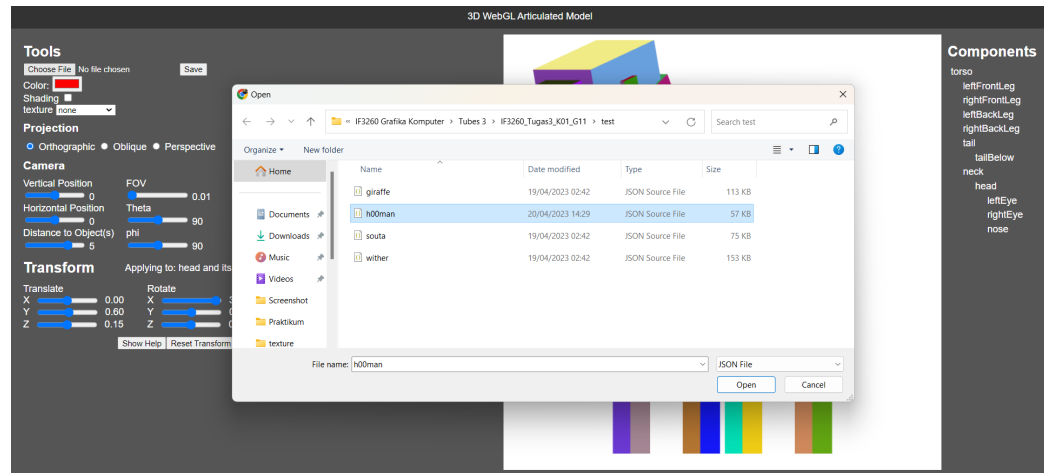 3D WebGL Articulated Model
Tools
Choose File No file chosen Save
Color:
Shading
texture none
Projection
Orthographic Oblique Perspective
Camera
Vertical Position FOV
0 0.01
Horizontal Position Theta
0 90
Distance to Object(s) phi
5 90
Transform Applying to: head and its
Translate Rotate
X 0.00 X
Y 0.60 Y
Z 0.15 Z
Show Help Reset Transform
Open
« IF3260 Grafika Komputer > Tubes 3 > IF3260_Tugas3_K01_G11 > test
Search test
Organize New folder
Home
Documents
Downloads
Music
Videos
Screenshot
Praktikum
texture
Name Date modified Type Size
giraffe 19/04/2023 02:42 JSON Source File 113 KB
h00man 20/04/2023 14:29 JSON Source File 57 KB
souta 19/04/2023 02:42 JSON Source File 75 KB
wither 19/04/2023 02:42 JSON Source File 153 KB
File name: h00man JSON File
Open Cancel
Components
torso
leftFrontLeg
rightFrontLeg
leftBackLeg
rightBackLeg
tail
tailBelow
neck
head
leftEye
rightEye
nose